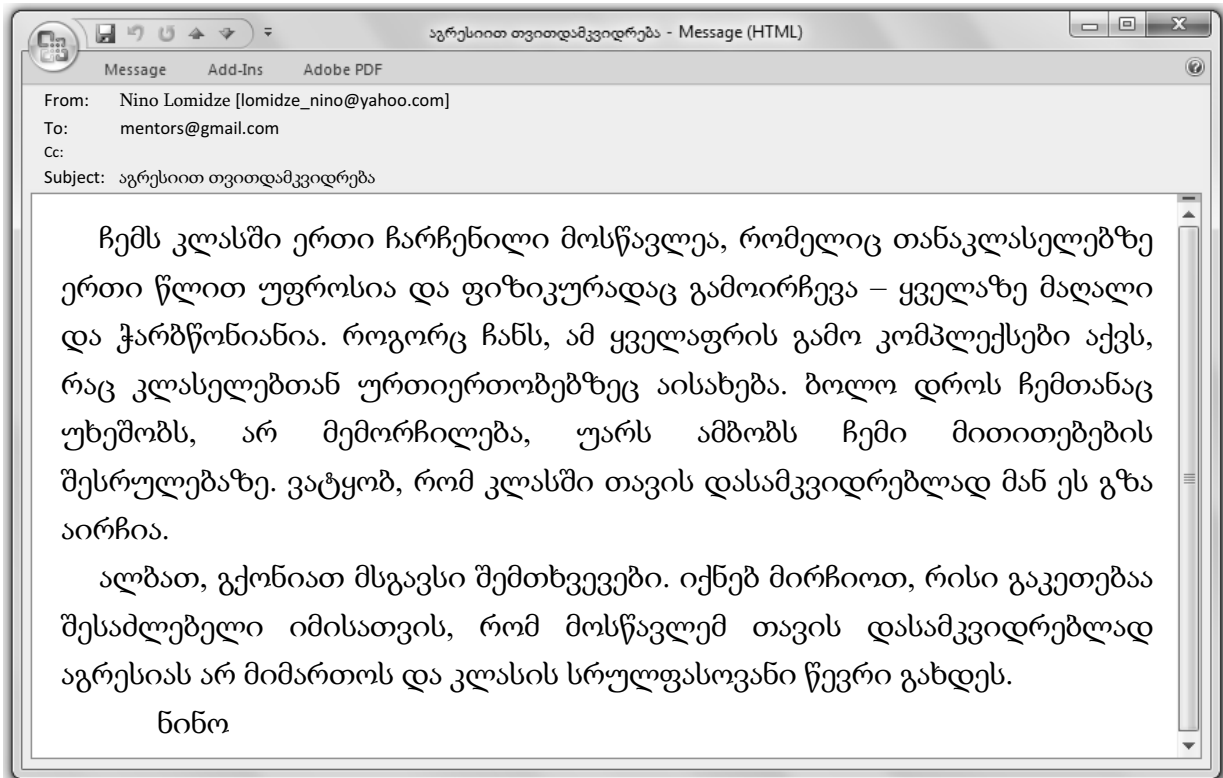 აგრესიით თვითდამკვიდრება - Message (HTML)
Message Add-Ins Adobe PDF
From: Nino Lomidze [lomidze_nino@yahoo.com]
To: mentors@gmail.com
Cc:
Subject: აგრესიით თვითდამკვიდრება
ჩემს კლასში ერთი ჩარჩენილი მოსწავლეა, რომელიც თანაკლასელებზე
ერთი წლით უფროსია და ფიზიკურადაც გამოირჩევა – ყველაზე მაღალი
და ჭარბწონიანია. როგორც ჩანს, ამ ყველაფრის გამო კომპლექსები აქვს,
რაც კლასელებთან ურთიერთობებზეც აისახება. ბოლო დროს ჩემთანაც
უხეშობს, არ მემორჩილება, უარს ამბობს ჩემი მითითებების
შესრულებაზე. ვატყობ, რომ კლასში თავის დასამკვიდრებლად მან ეს გზა
აირჩია.
ალბათ, გქონიათ მსგავსი შემთხვევები. იქნებ მირჩიოთ, რისი გაკეთებაა
შესაძლებელი იმისათვის, რომ მოსწავლემ თავის დასამკვიდრებლად
აგრესიას არ მიმართოს და კლასის სრულფასოვანი წევრი გახდეს.
ნინო